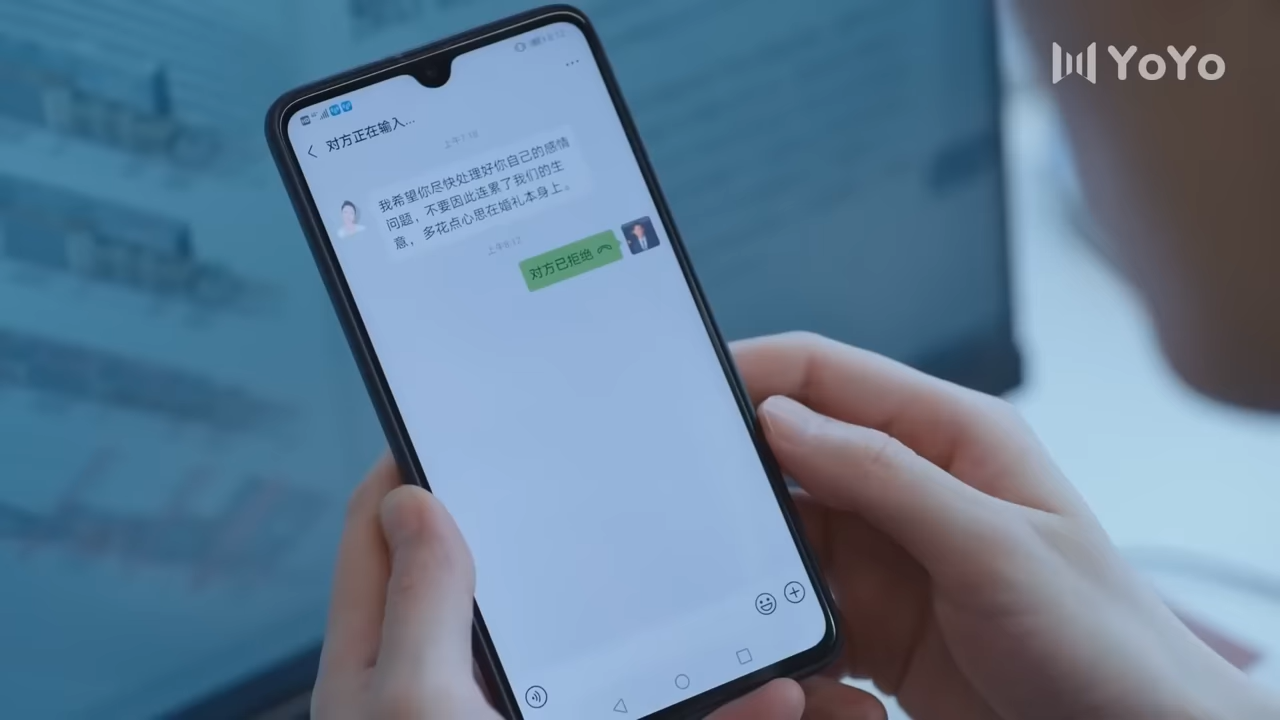 YoYo
对方正在输入...
我希望你尽快处理好你自己的感情
问题，不要因此连累了我们的生
意，多花点心思在婚礼本身上。
对方已拒绝